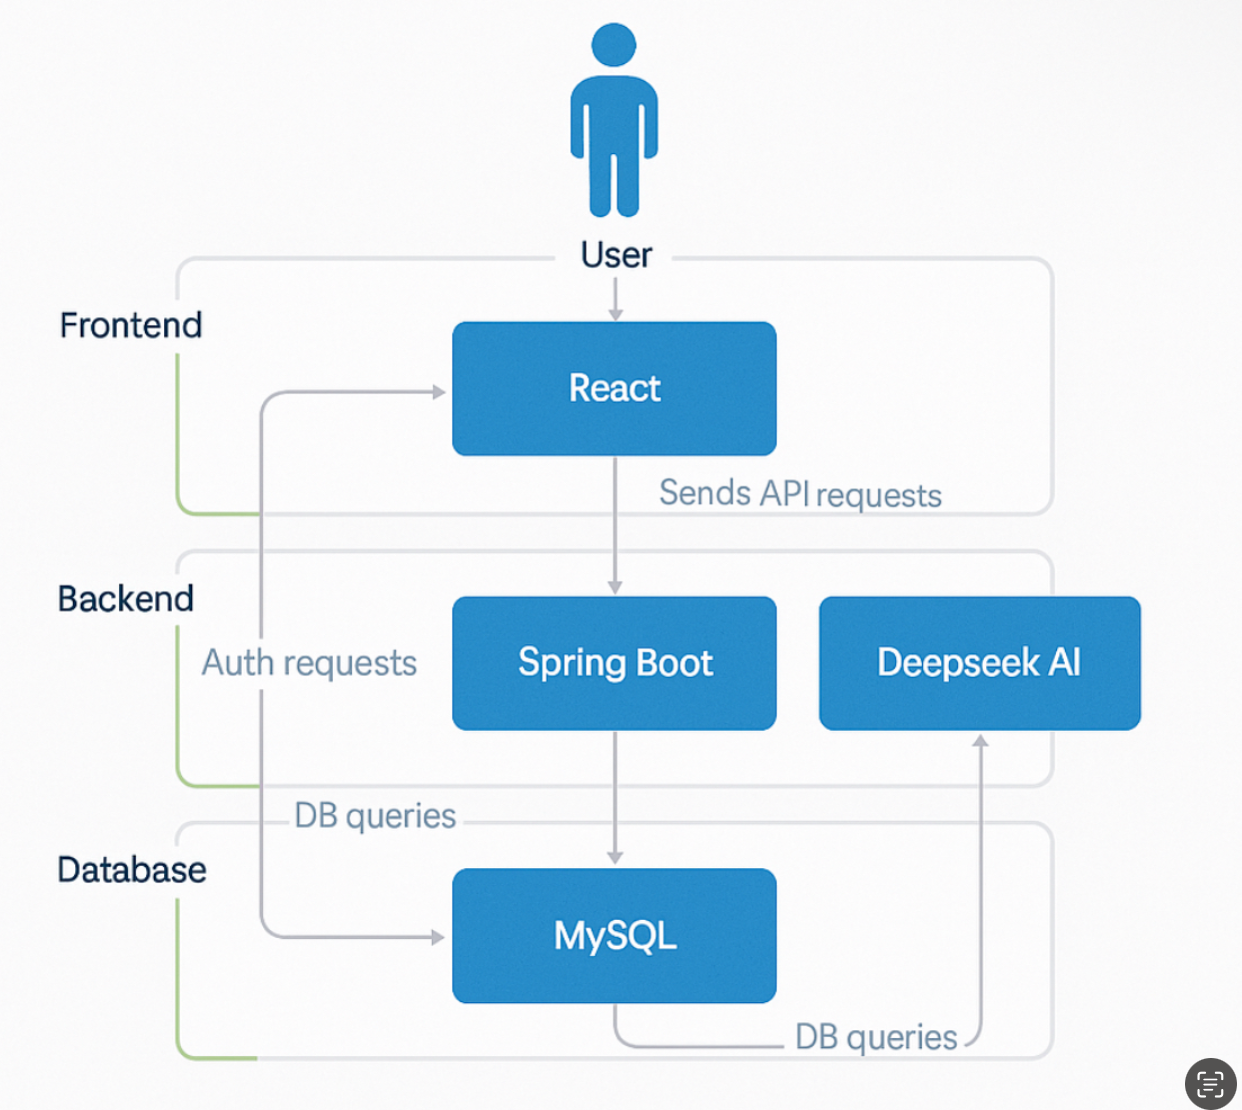 User
Frontend
React
Sends API requests
Backend
Auth requests
Spring Boot
Deepseek AI
DB queries
Database
MySQL
DB queries